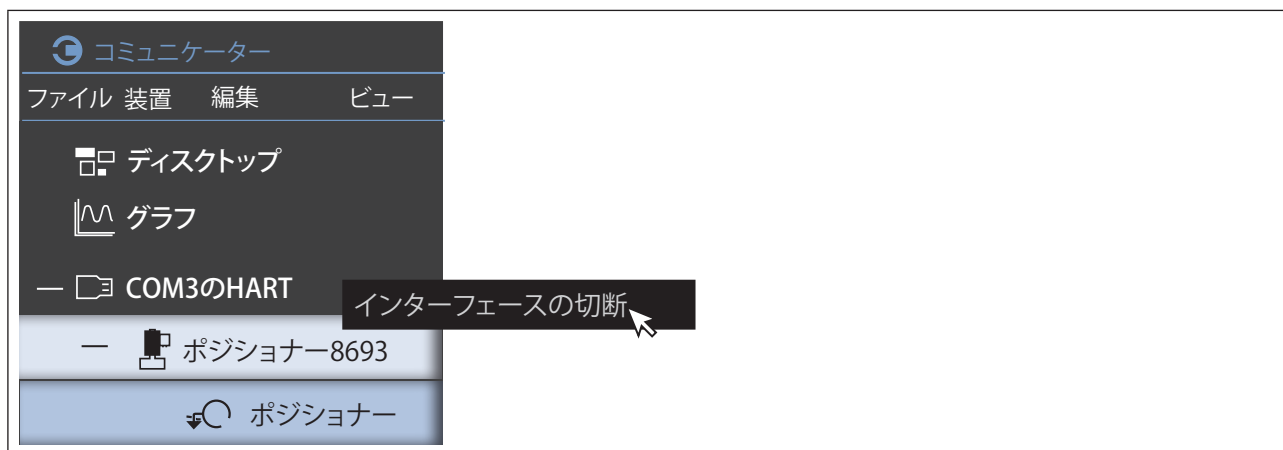 コミュニケーター
ファイル 装置 編集 ビュー
ディスクトップ
グラフ
COM3のHART
インターフェースの切断
ポジショナー8693
ポジショナー